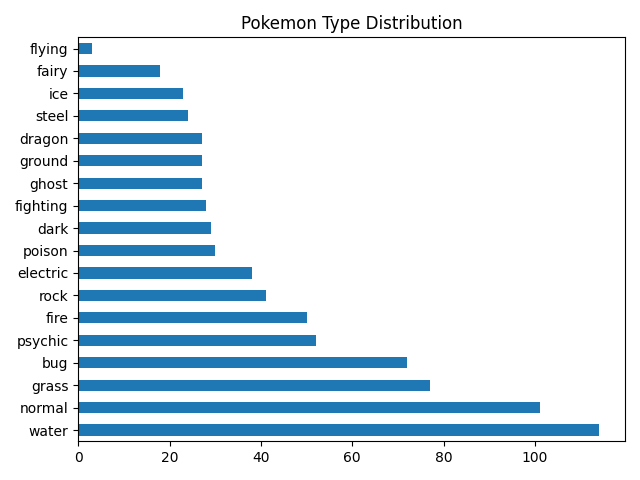 Pokemon Type Distribution
flying
fairy
ice
steel
dragon
ground
ghost
fighting
dark
poison
electric
rock
fire
psychic
bug
grass
normal
water
0 20 40 60 80 100